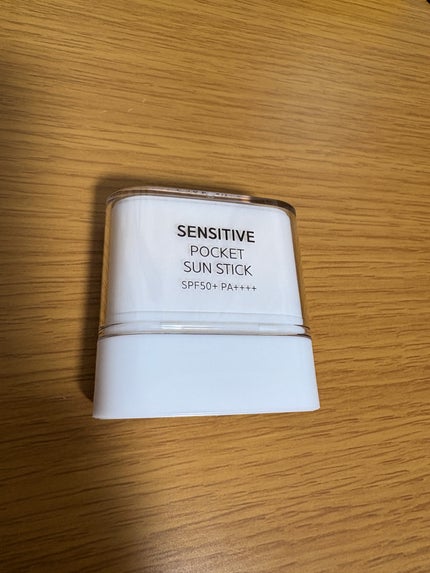 SENSITIVE
POCKET
SUN STICK
SPF50+ PA++++